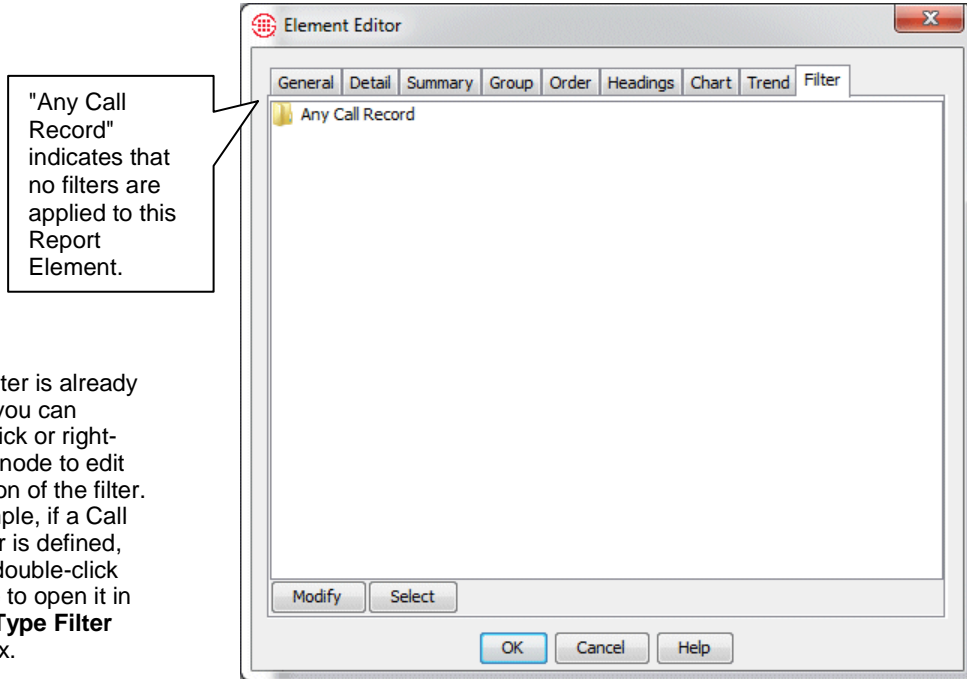 Element Editor
General Detail Summary Group Order Headings Chart Trend Filter
Any Call Record
"Any Call
Record"
indicates that
no filters are
applied to this
Report
Element.
ter is already
you can
ick or right-
node to edit
on of the filter.
ple, if a Call
r is defined,
double-click
to open it in
Type Filter
x.
Modify Select
OK Cancel Help